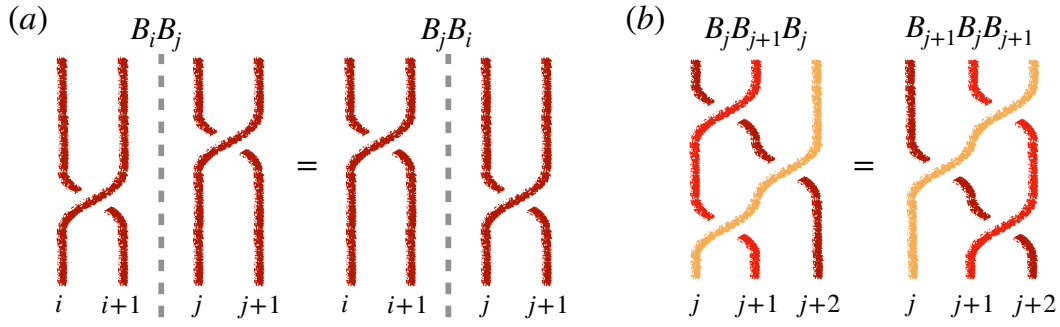 (a)
B_iB_j
B_jB_i
=
i i+1 j j+1 i i+1 j j+1
(b)
B_jB_{j+1}B_j
B_{j+1}B_jB_{j+1}
=
j j+1 j+2 j j+1 j+2